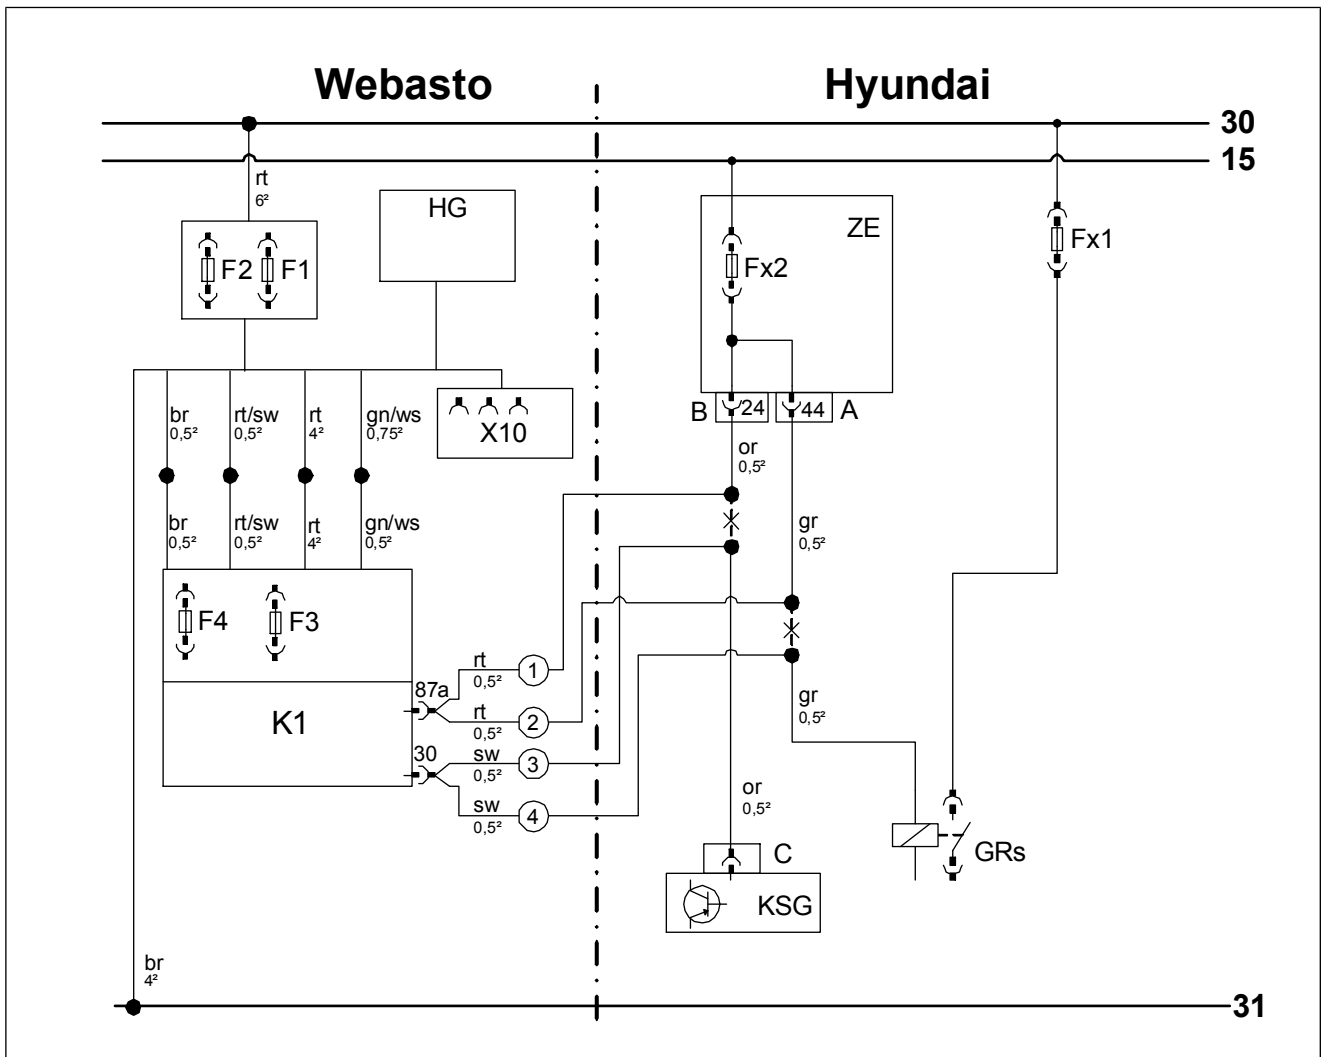 Webasto
Hyundai
30
15
rt
6²
HG
ZE
F2
F1
Fx2
Fx1
br
0,5²
rt/sw
0,5²
rt
4²
gn/ws
0,75²
X10
B
24
44
A
or
0,5²
br
0,5²
rt/sw
0,5²
rt
4²
gn/ws
0,5²
gr
0,5²
F4
F3
87a
rt
0,5²
1
K1
rt
0,5²
2
gr
0,5²
30
sw
0,5²
3
sw
0,5²
4
or
0,5²
C
GRs
KSG
br
4²
31